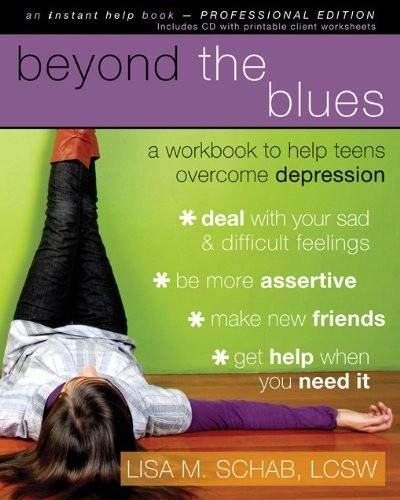 an instant help book — PROFESSIONAL EDITION
Includes CD with printable client worksheets
beyond the
blues
a workbook to help teens
overcome depression
* deal with your sad
& difficult feelings
* be more assertive
* make new friends
* get help when
you need it
LISA M. SCHAB, LCSW